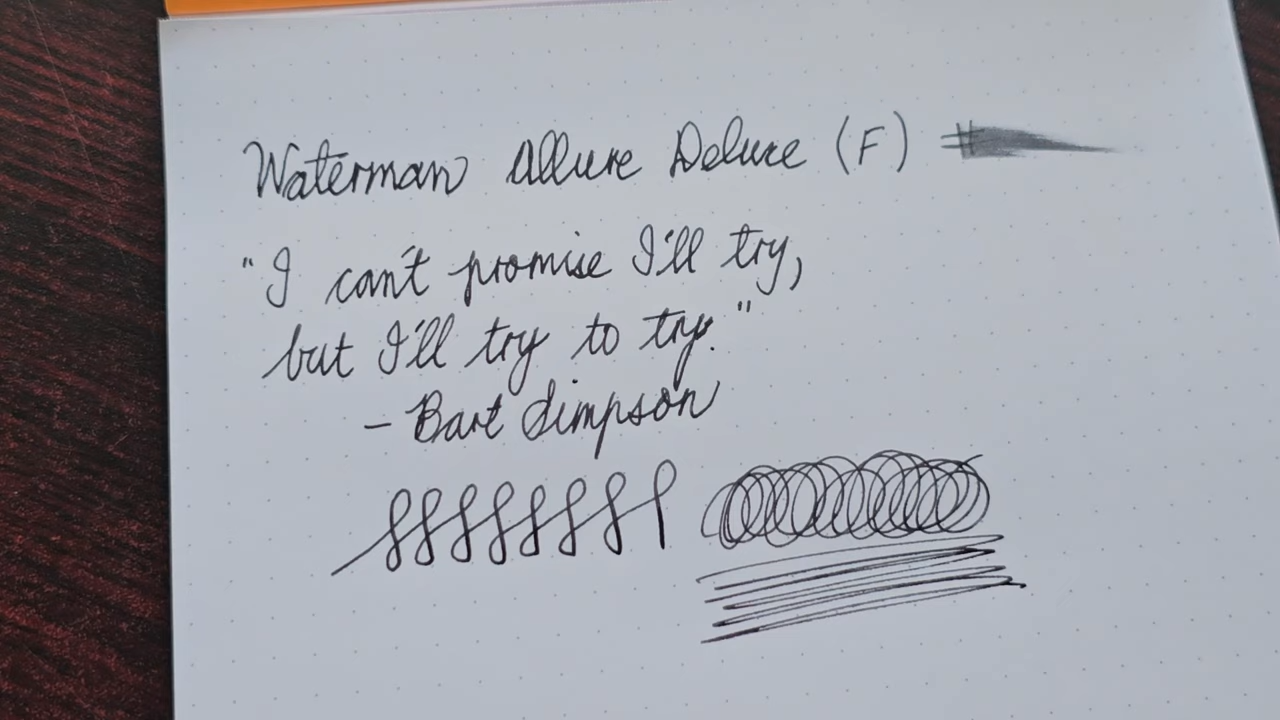 Waterman Allure Deluxe (F) #
"I can't promise I'll try,
but I'll try to try."
- Bart Simpson